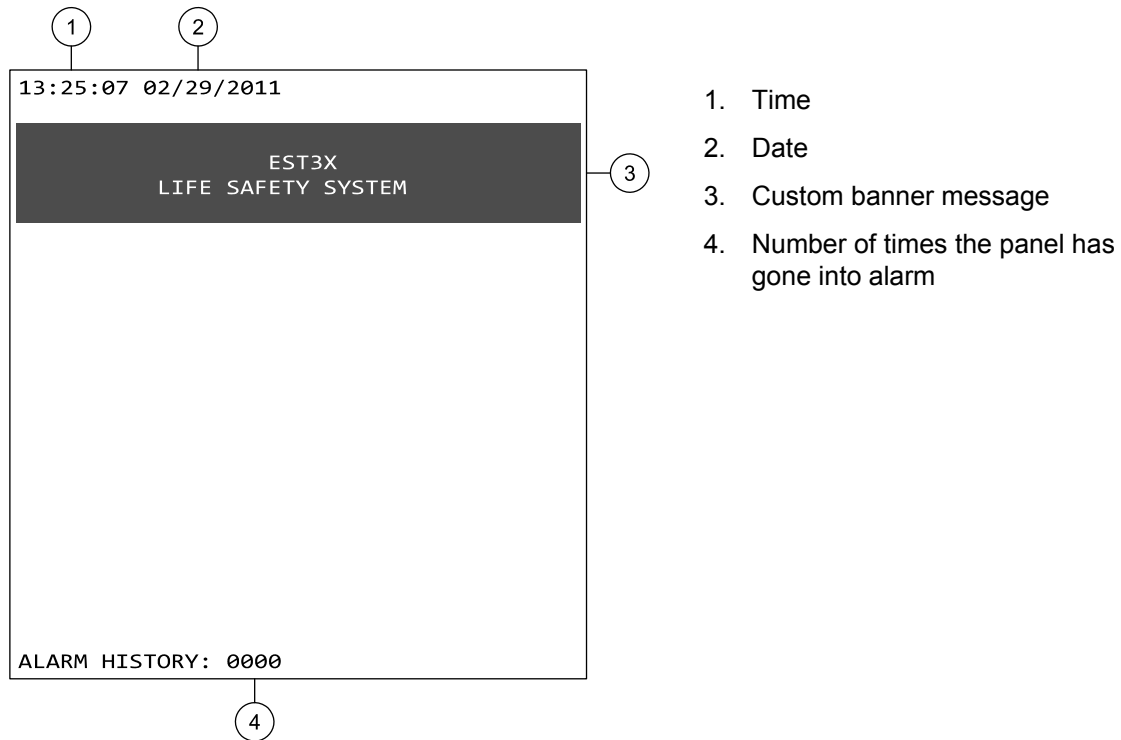 1
2
13:25:07 02/29/2011
EST3X
LIFE SAFETY SYSTEM
3
ALARM HISTORY: 0000
4
1. Time
2. Date
3. Custom banner message
4. Number of times the panel has
gone into alarm